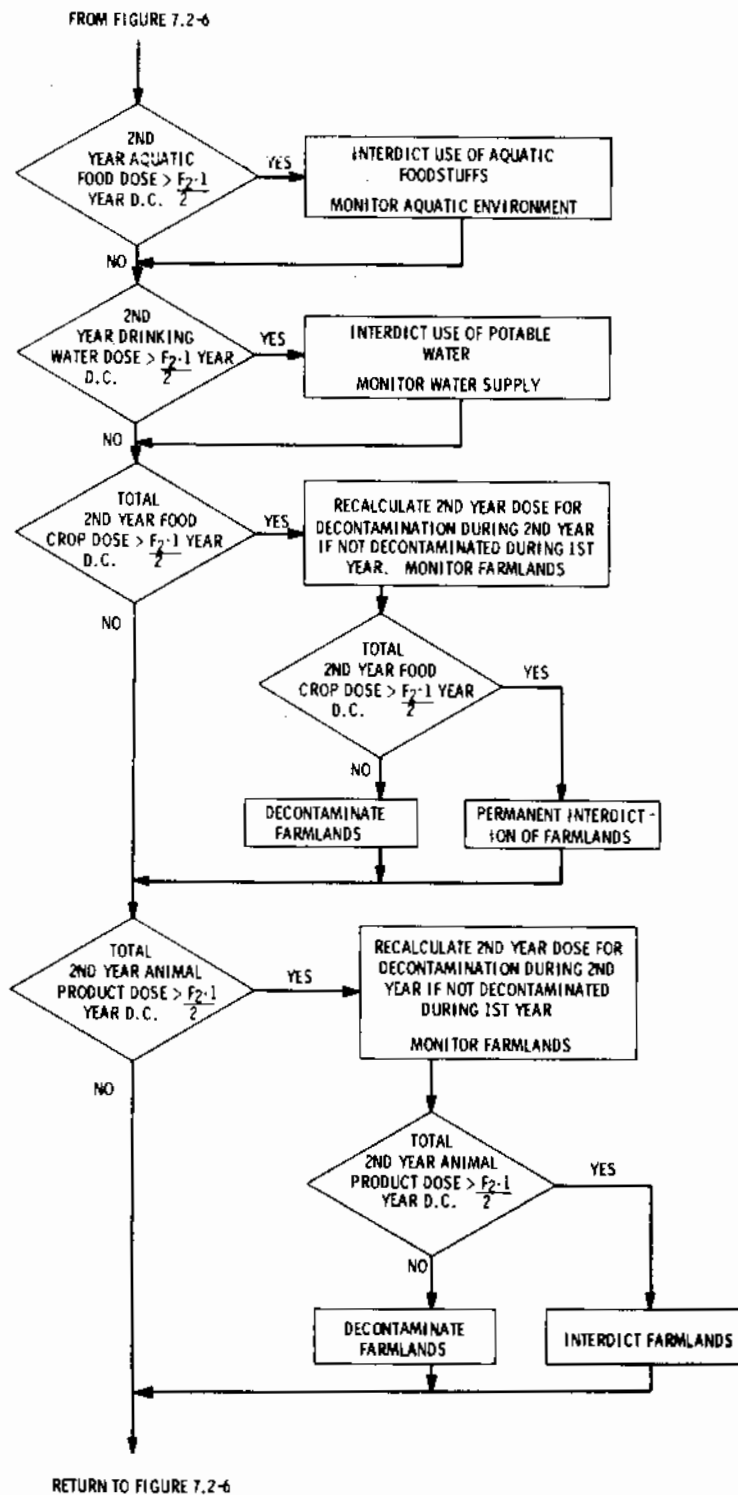 FROM FIGURE 7.2-6
2ND
YEAR AQUATIC
FOOD DOSE > F2·1
YEAR D.C. 2
YES
INTERDICT USE OF AQUATIC
FOODSTUFFS
MONITOR AQUATIC ENVIRONMENT
NO
2ND
YEAR DRINKING
WATER DOSE > F2·1 YEAR
D.C. 2
YES
INTERDICT USE OF POTABLE
WATER
MONITOR WATER SUPPLY
NO
TOTAL
2ND YEAR FOOD
CROP DOSE > F2·1 YEAR
D.C. 2
YES
RECALCULATE 2ND YEAR DOSE FOR
DECONTAMINATION DURING 2ND YEAR
IF NOT DECONTAMINATED DURING 1ST
YEAR. MONITOR FARMLANDS
NO
TOTAL
2ND YEAR FOOD
CROP DOSE > F2·1 YEAR
D.C. 2
YES
NO
DECONTAMINATE
FARMLANDS
PERMANENT INTERDICT-
ION OF FARMLANDS
TOTAL
2ND YEAR ANIMAL
PRODUCT DOSE > F2·1
YEAR D.C. 2
YES
RECALCULATE 2ND YEAR DOSE FOR
DECONTAMINATION DURING 2ND
YEAR IF NOT DECONTAMINATED
DURING 1ST YEAR
MONITOR FARMLANDS
NO
TOTAL
2ND YEAR ANIMAL
PRODUCT DOSE > F2·1
YEAR D.C. 2
YES
NO
DECONTAMINATE
FARMLANDS
INTERDICT FARMLANDS
RETURN TO FIGURE 7.2-6